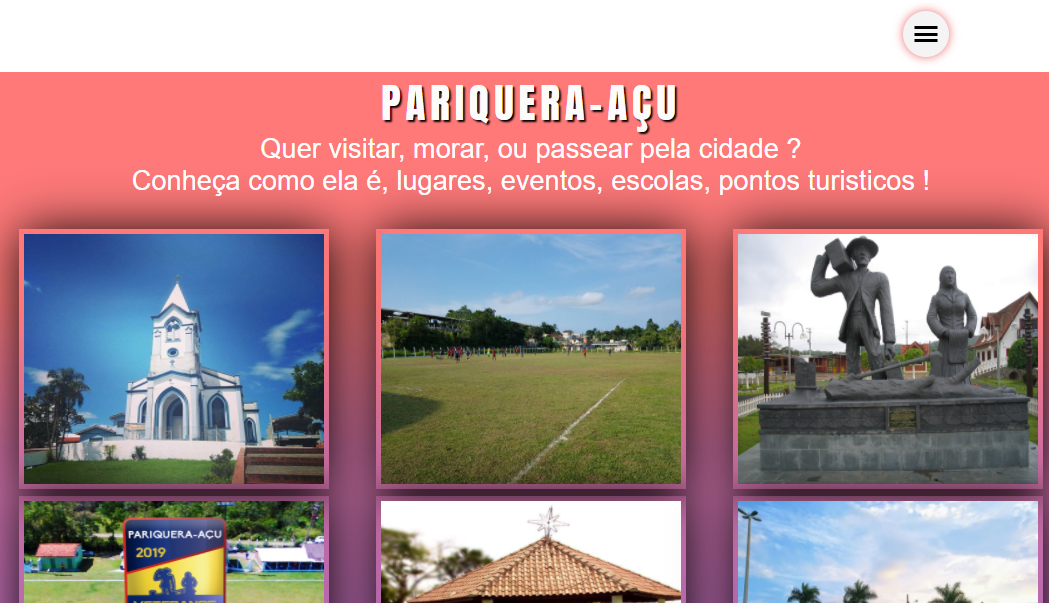 PARIQUERA-AÇU
Quer visitar, morar, ou passear pela cidade ?
Conheça como ela é, lugares, eventos, escolas, pontos turisticos !
PARIQUERA-AÇU
2019